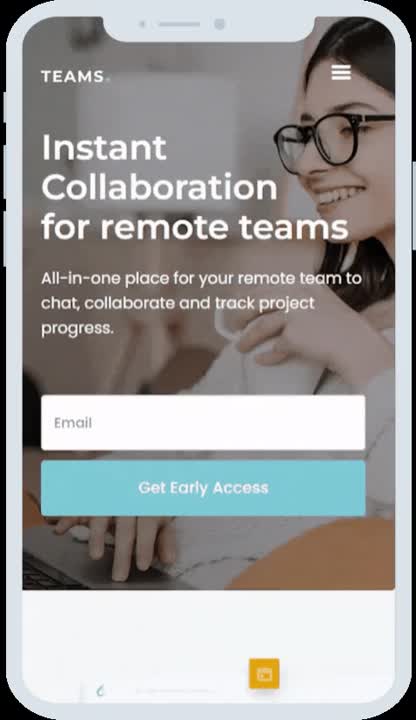 TEAMS.
Instant
Collaboration
for remote teams
All-in-one place for your remote team to
chat, collaborate and track project
progress.
Email
Get Early Access